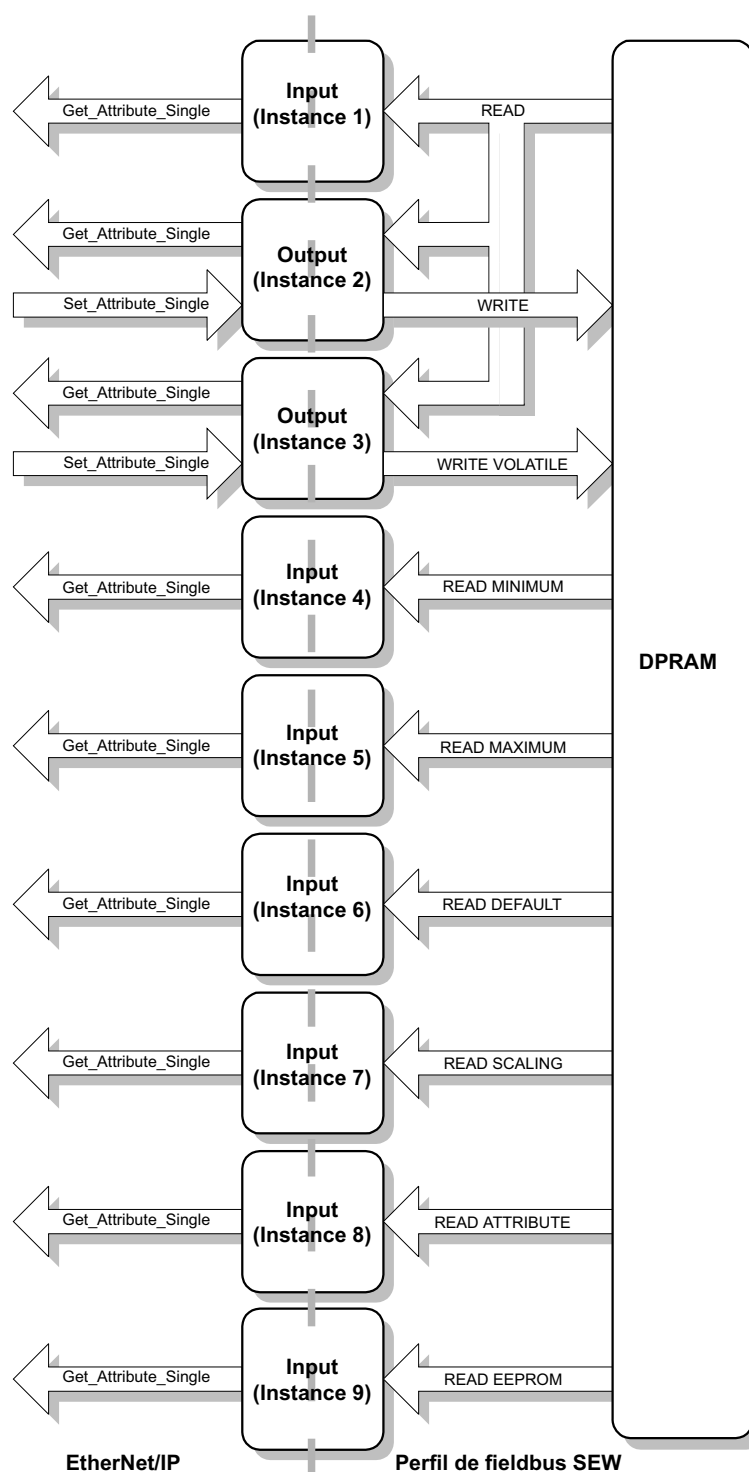 Input
(Instance 1)
Get_Attribute_Single
READ
Get_Attribute_Single
Output
(Instance 2)
Set_Attribute_Single
WRITE
Get_Attribute_Single
Output
(Instance 3)
Set_Attribute_Single
WRITE VOLATILE
Input
(Instance 4)
Get_Attribute_Single
READ MINIMUM
DPRAM
Input
(Instance 5)
Get_Attribute_Single
READ MAXIMUM
Input
(Instance 6)
Get_Attribute_Single
READ DEFAULT
Input
(Instance 7)
Get_Attribute_Single
READ SCALING
Input
(Instance 8)
Get_Attribute_Single
READ ATTRIBUTE
Input
(Instance 9)
Get_Attribute_Single
READ EEPROM
EtherNet/IP
Perfil de fieldbus SEW